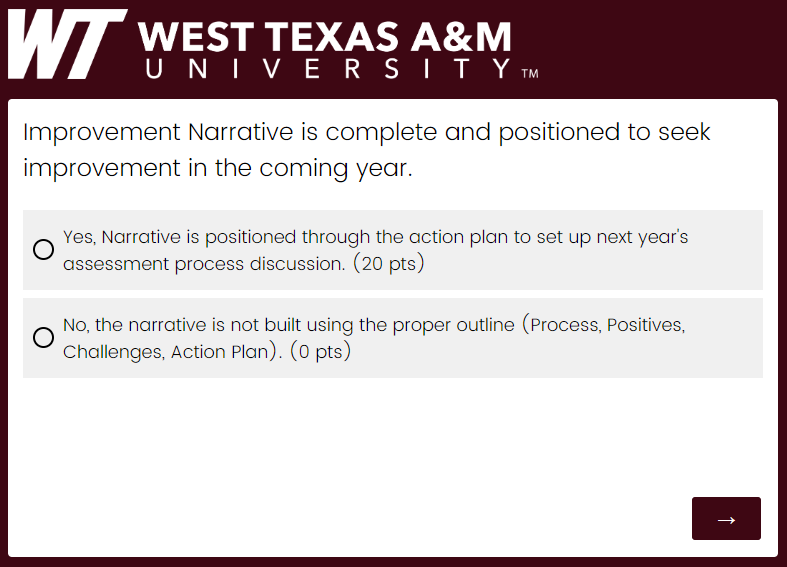 WT WEST TEXAS A&M
UNIVERSITY TM
Improvement Narrative is complete and positioned to seek
improvement in the coming year.
Yes, Narrative is positioned through the action plan to set up next year's
assessment process discussion. (20 pts)
No, the narrative is not built using the proper outline (Process, Positives,
Challenges, Action Plan). (0 pts)
→